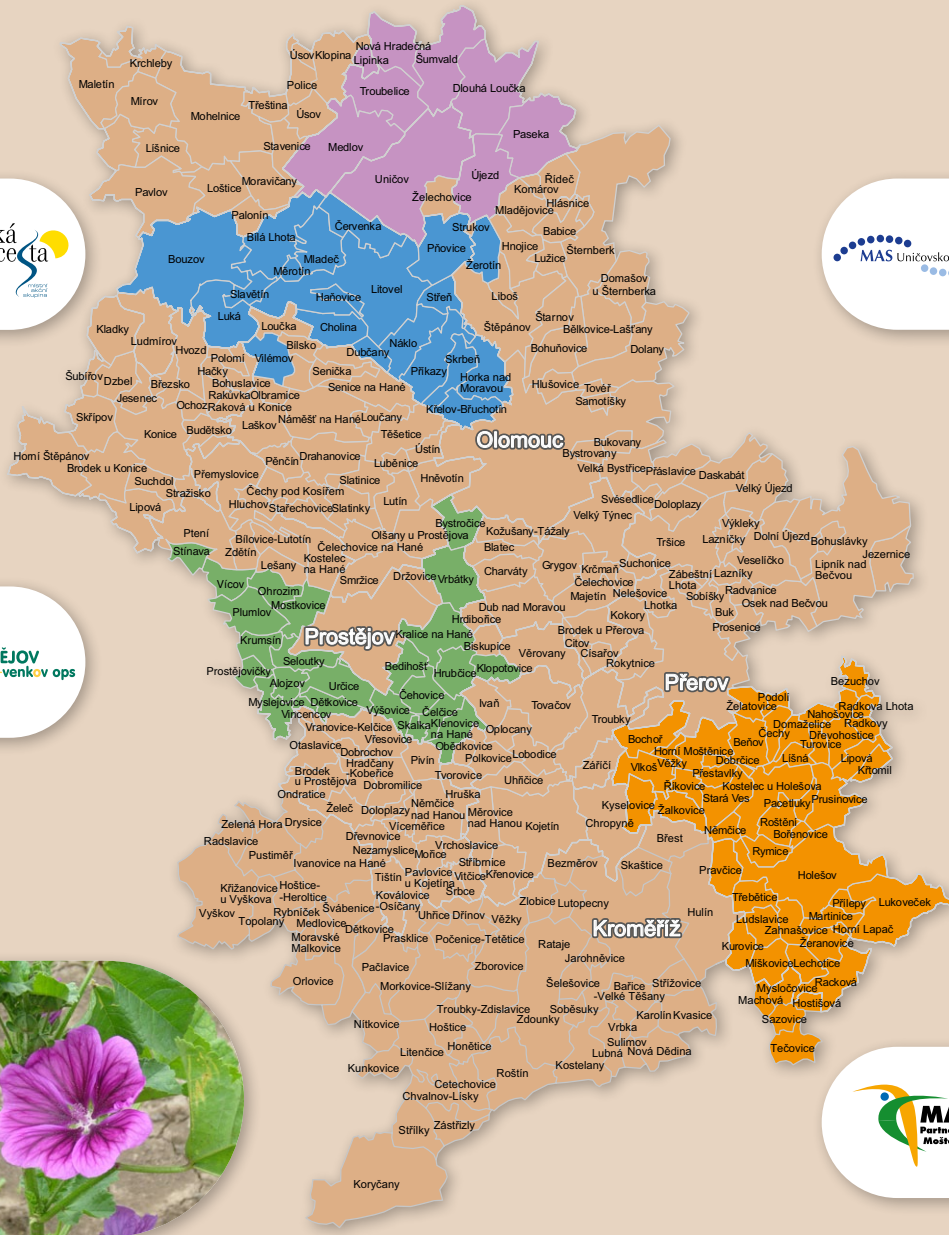 Nová Hradečná
Úsov Klopina
Lipinka
Šumvald
Krchleby
Maletín
Police
Troubelice
Dlouhá Loučka
Mírov
Třeština
Mohelnice
Úsov
Paseka
Líšnice
Stavenice
Medlov
Uničov
Újezd
Řídeč
Pavlov
Loštice
Moravičany
Komárov
Želechovice
Hlásnice
Mladějovice
Palonín
Červenka
Strukov
Babice
Bílá Lhota
Pňovice
Hnojice
Šternberk
Bouzov
Mladeč
Lužice
Měrotín
Žerotín
Domašov
u Šternberka
Litovel
Slavětín
Haňovice
Střeň
Liboš
Luká
Štarnov
Loučka
Cholina
Štěpánov
Bělkovice-Lašťany
Kladky
Ludmírov
Náklo
Hvozd
Bílsko
Dubčany
Bohuňovice
Dolany
Polomí
Vilémov
Skrbeň
Hačky
Senička
Příkazy
Šubířov
Dzbel
Březsko
Bohuslavice
Senice na Hané
Horka nad
Moravou
Hlušovice
Tovéř
Jesenec
Rakůvka
Olbramice
Samotíšky
Ochoz
Raková u Konice
Křelov-Břuchotín
Skřípov
Náměšť na Hané
Loučany
Laškov
Konice
Budětsko
Těšetice
Olomouc
Bukovany
Bystrovany
Horní Štěpánov
Ústín
Drahanovice
Pěnčín
Luběnice
Brodek u Konice
Velká Bystřice
Přáslavice
Daskabát
Přemyslovice
Suchdol
Slatinice
Hněvotín
Velký Újezd
Stražisko
Čechy pod Kosířem
Svésedlice
Doloplazy
Lipová
Hluchov
Stařechovice
Slatinky
Lutín
Velký Týnec
Bystročice
Výkleky
Ptení
Olšany u Prostějova
Kožušany-Tážaly
Bílovice-Lutotín
Tršice
Lazníčky
Dolní Újezd
Bohuslávky
Stínava
Zdětín
Čelechovice na Hané
Blatec
Jezernice
Lešany
Kostelec
na Hané
Grygov
Suchonice
Veselíčko
Lipník nad
Bečvou
Krčmaň
Charváty
Zábeštní
Lhota
Lazníky
Vícov
Smržice
Držovice
Vrbátky
Čelechovice
Ohrozim
Majetín
Nelešovice
Sobíšky
Radvanice
Mostkovice
Dub nad Moravou
Lhotka
Osek nad Bečvou
Plumlov
Hrdibořice
Kokory
Buk
Brodek u Přerova
Prosenice
Prostějov
Kralice na Hané
Krumsín
Citov
Biskupice
Věrovany
Císařov
Seloutky
Bedihošť
Hrubčice
Klopotovice
Rokytnice
Prostějovičky
Přerov
Bezuchov
Alojzov
Určice
Čehovice
Podolí
Myslejovice
Dětkovice
Ivaň
Želatovice
Radkova Lhota
Tovačov
Nahošovice
Vincencov
Výšovice
Čelčice
Troubky
Domaželice
Radkovy
Vranovice-Kelčice
Skalka
Klenovice
na Hané
Oplocany
Čechy
Dřevohostice
Vřesovice
Bochoř
Beňov
Turovice
Otaslavice
Obědkovice
Horní Moštěnice
Dobrochov
Pivín
Polkovice
Lobodice
Dobrčice
Líšná
Lipová
Hradčany
-Kobeřice
Záříčí
Vlkoš
Věžky
Křtomil
Brodek
u Prostějova
Tvorovice
Uhřičice
Přestavlky
Dobromilice
Říkovice
Kostelec u Holešova
Ondratice
Hruška
Stará Ves
Prusinovice
Želeč
Doloplazy
Němčice
nad Hanou
Kyselovice
Žalkovice
Pacetluky
Zelená Hora
Drysice
Měrovice
nad Hanou
Chropyně
Roštění
Víceměřice
Kojetín
Němčice
Bořenovice
Radslavice
Dřevnovice
Břest
Vrchoslavice
Rymice
Pustiměř
Nezamyslice
Mořice
Ivanovice na Hané
Stříbrnice
Bezměrov
Skaštice
Pravčice
Holešov
Tištín
Pavlovice
u Kojetína
Vitčice
Křenovice
Křižanovice
u Vyškova
Hoštice-
-Heroltice
Koválovice
-Osíčany
Srbce
Třebětice
Přílepy
Lukoveček
Švábenice
Zlobice
Lutopecny
Vyškov
Rybníček
Uhřice
Dřínov
Věžky
Hulín
Ludslavice
Martinice
Topolany
Medlovice
Dětkovice
Kroměříž
Zahnašovice
Horní Lapač
Moravské
Málkovice
Prasklice
Počenice-Tetětice
Rataje
Kurovice
Žeranovice
Jarohněvice
Pačlavice
Zborovice
Míškovice
Lechotice
Orlovice
Morkovice-Slížany
Šelešovice
Bařice
-Velké Těšany
Střížovice
Mysločovice
Racková
Machová
Hostišová
Troubky-Zdislavice
Soběsuky
Karolín
Kvasice
Nítkovice
Zdounky
Sazovice
Hoštice
Vrbka
Litenčice
Honětice
Sulimov
Tečovice
Lubná
Nová Dědina
Kunkovice
Roštín
Kostelany
Cetechovice
Chvalnov-Lísky
Střílky
Zástřizly
Koryčany
místní
akční
skupina
MAS Uničovsko
venkov ops